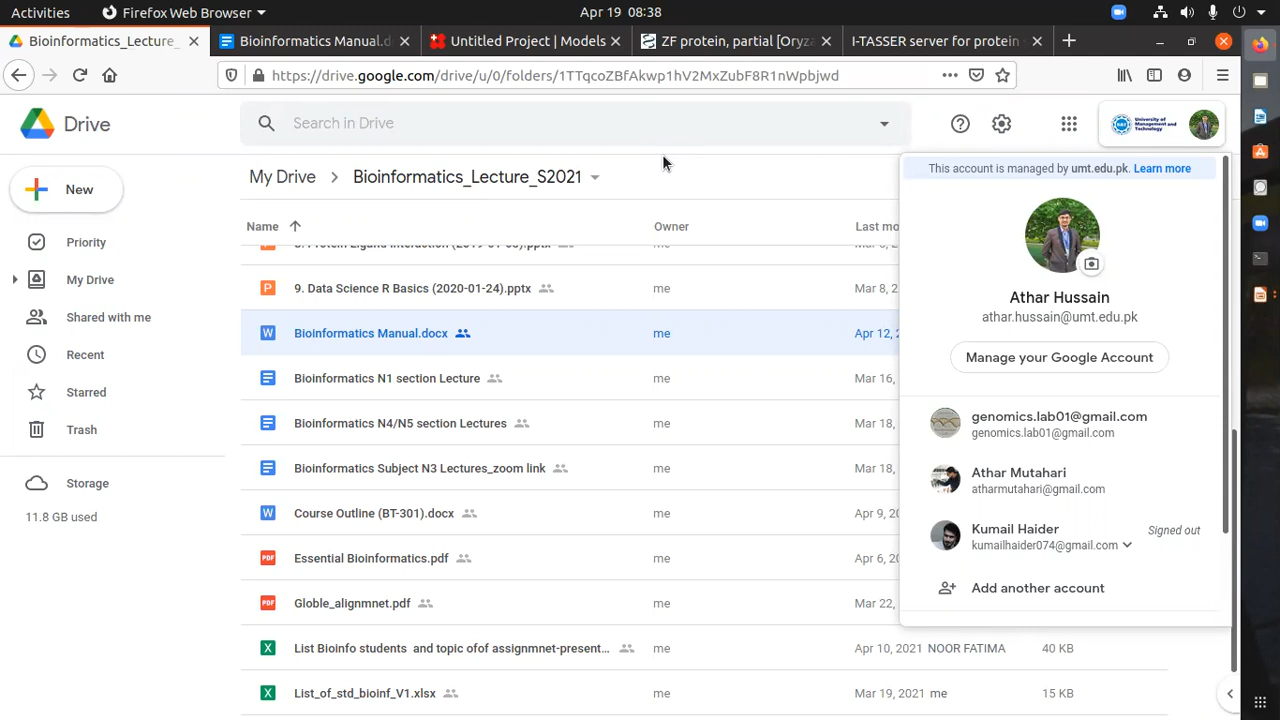 Activities Firefox Web Browser Apr 19 08:38
Bioinformatics_Lecture_ Bioinformatics Manual.d Untitled Project | Models ZF protein, partial [Oryza I-TASSER server for protein
https://drive.google.com/drive/u/0/folders/1TTqcoZBfAkwp1hV2MxZubF8R1nWpbjwd
Drive
Search in Drive
University of
Management and
Technology
New
Priority
My Drive
Shared with me
Recent
Starred
Trash
Storage
11.8 GB used
My Drive Bioinformatics_Lecture_S2021
Name Owner Last mo
9. Data Science R Basics (2020-01-24).pptx me Mar 8, 2
Bioinformatics Manual.docx me Apr 12, 2
Bioinformatics N1 section Lecture me Mar 16,
Bioinformatics N4/N5 section Lectures me Mar 18,
Bioinformatics Subject N3 Lectures_zoom link me Mar 18,
Course Outline (BT-301).docx me Apr 9, 20
Essential Bioinformatics.pdf me Apr 6, 20
Globle_alignmnet.pdf me Mar 22,
List Bioinfo students and topic ofof assignmnet-present... me Apr 10, 2021 NOOR FATIMA 40 KB
List_of_std_bioinf_V1.xlsx me Mar 19, 2021 me 15 KB
This account is managed by umt.edu.pk. Learn more
Athar Hussain
athar.hussain@umt.edu.pk
Manage your Google Account
genomics.lab01@gmail.com
genomics.lab01@gmail.com
Athar Mutahari
atharmutahari@gmail.com
Kumail Haider Signed out
kumailhaider074@gmail.com
Add another account